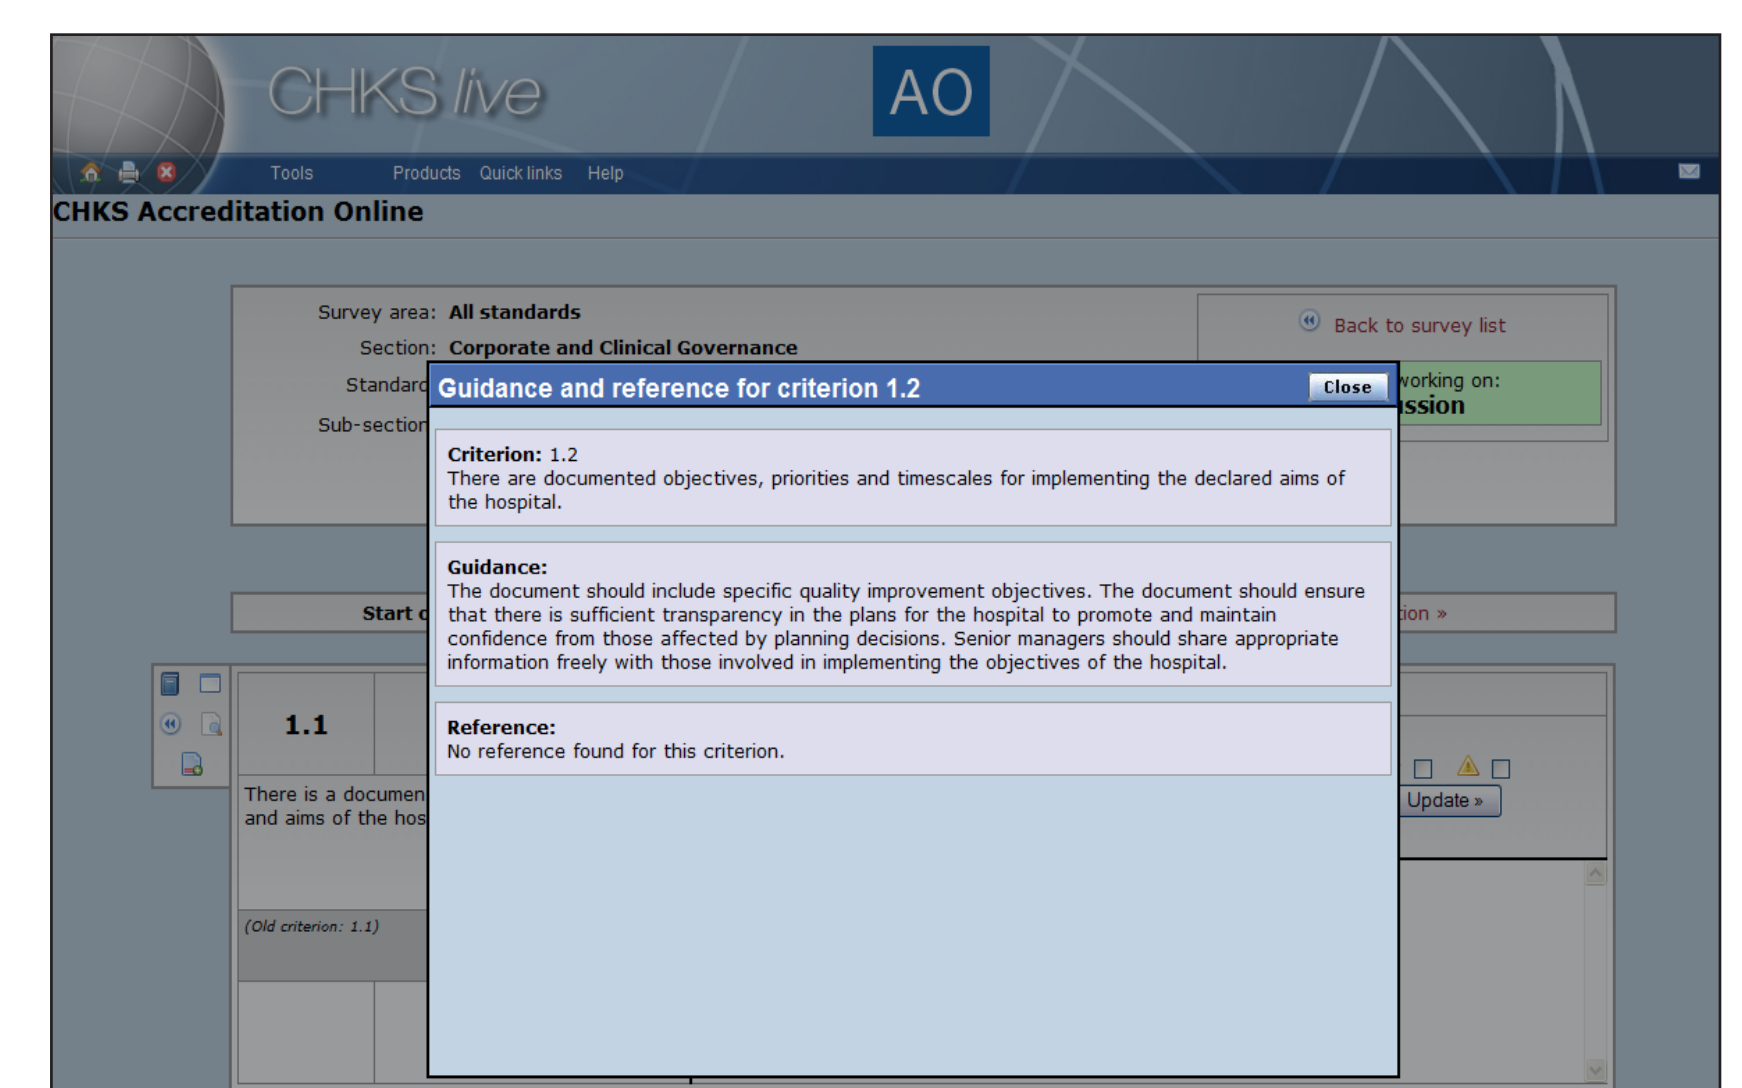 CHKS live
AO
Tools Products Quick links Help
CHKS Accreditation Online
Survey area: All standards
Section: Corporate and Clinical Governance
Standard
Sub-section
Back to survey list
working on:
ssion
Guidance and reference for criterion 1.2
Close
Criterion: 1.2
There are documented objectives, priorities and timescales for implementing the declared aims of
the hospital.
Guidance:
The document should include specific quality improvement objectives. The document should ensure
that there is sufficient transparency in the plans for the hospital to promote and maintain
confidence from those affected by planning decisions. Senior managers should share appropriate
information freely with those involved in implementing the objectives of the hospital.
Reference:
No reference found for this criterion.
Start
tion »
1.1
There is a documen
and aims of the hos
Update »
(Old criterion: 1.1)